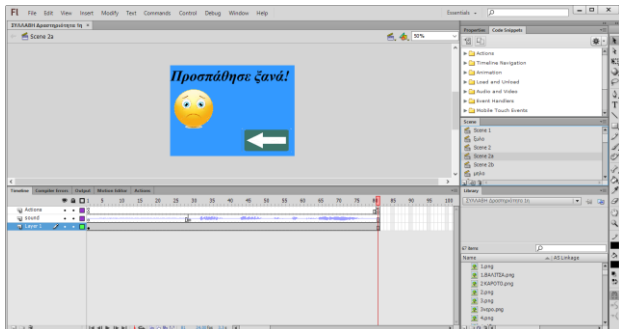 FL File Edit View Insert Modify Text Commands Control Debug Window Help
Essentials
ΣΥΛΛΑΒΗ Δραστηριότητα 1η
Scene 2a
50%
Προσπάθησε ξανά!
Properties Code Snippets
Actions
Timeline Navigation
Animation
Load and Unload
Audio and Video
Event Handlers
Mobile Touch Events
Scene
Scene 1
ξυλο
Scene 2
Scene 2a
Scene 2b
μηλο
Timeline Compiler Errors Output Motion Editor Actions
1 5 10 15 20 25 30 35 40 45 50 55 60 65 70 75 80 85 90 95 100
Actions
sound
Layer 1
Library
ΣΥΛΛΑΒΗ Δραστηριότητα 1η
47 items
Name AS Linkage
1.png
1.ΒΑΛΙΤΣΑ.png
2.ΚΑΡΟΤΟ.png
2.png
3.png
3νερο.png
4.png